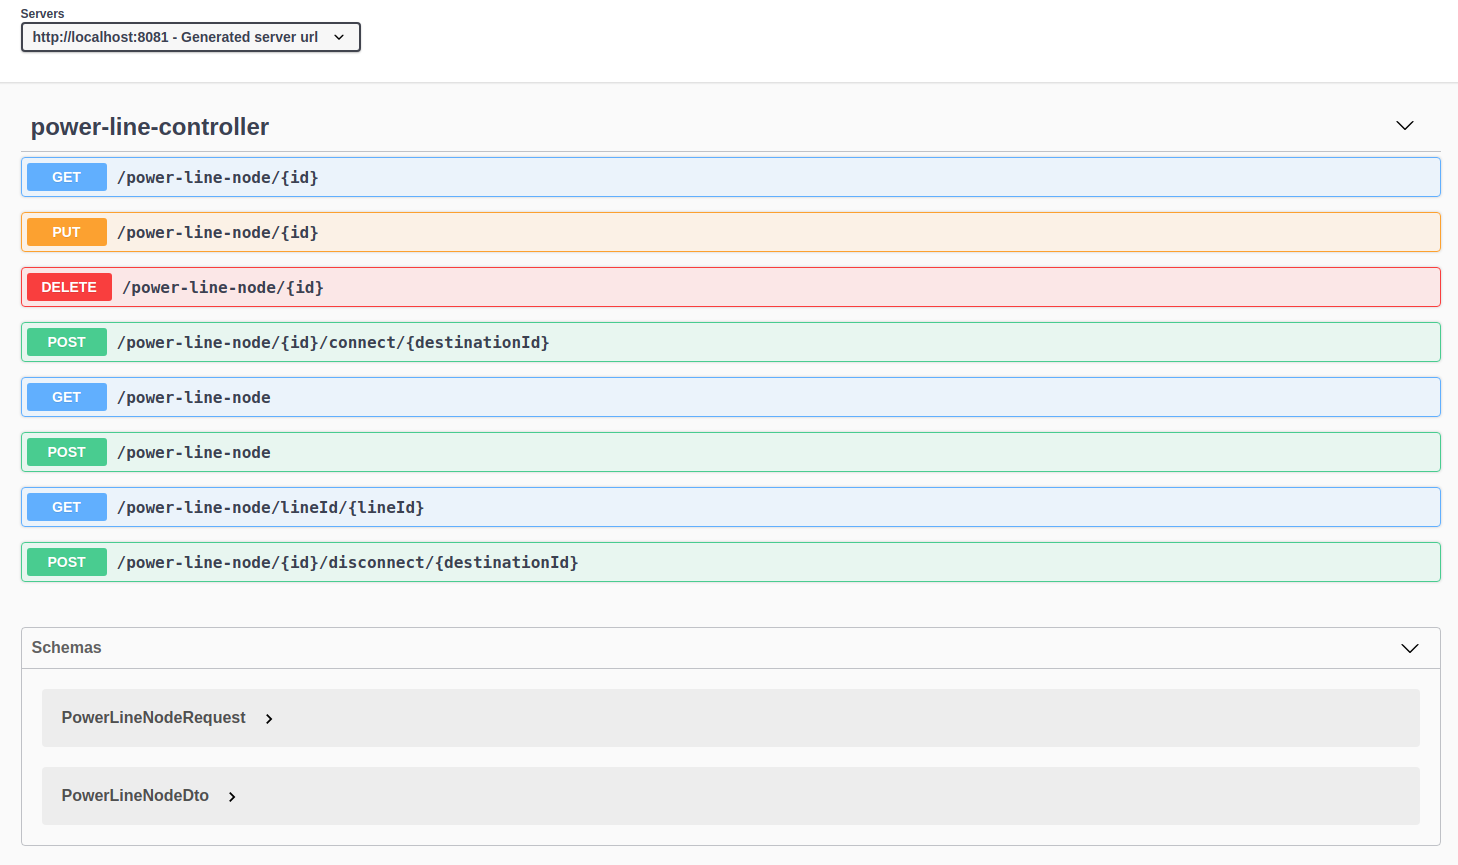 Servers
http://localhost:8081 - Generated server url
power-line-controller
GET /power-line-node/{id}
PUT /power-line-node/{id}
DELETE /power-line-node/{id}
POST /power-line-node/{id}/connect/{destinationId}
GET /power-line-node
POST /power-line-node
GET /power-line-node/lineId/{lineId}
POST /power-line-node/{id}/disconnect/{destinationId}
Schemas
PowerLineNodeRequest
PowerLineNodeDto